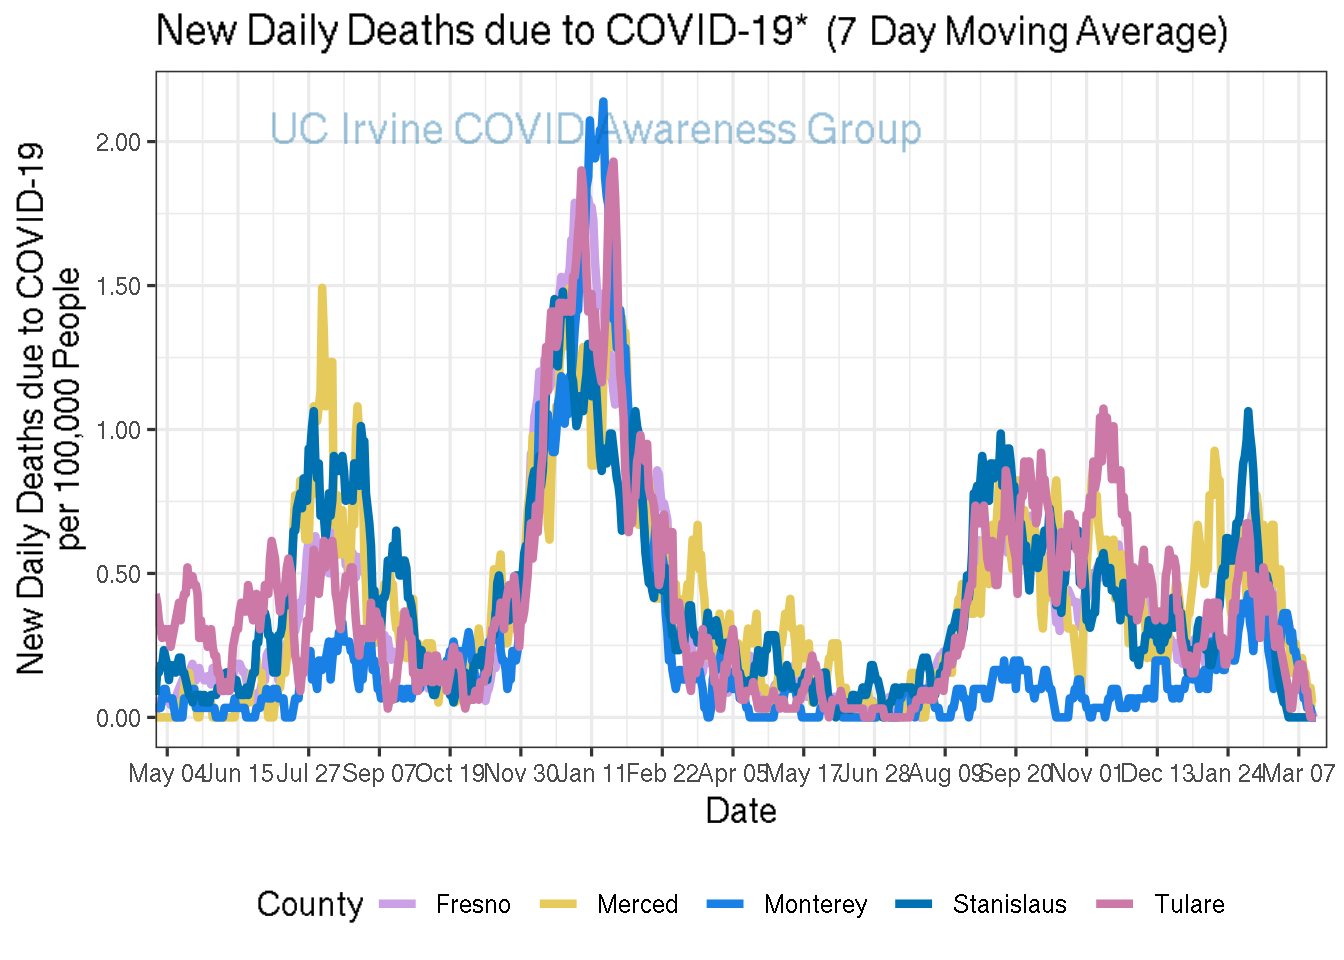 New Daily Deaths due to COVID-19* (7 Day Moving Average)
UC Irvine COVID Awareness Group
New Daily Deaths due to COVID-19
per 100,000 People
2.00
1.50
1.00
0.50
0.00
May 04 Jun 15 Jul 27 Sep 07 Oct 19 Nov 30 Jan 11 Feb 22 Apr 05 May 17 Jun 28 Aug 09 Sep 20 Nov 01 Dec 13 Jan 24 Mar 07
Date
County Fresno Merced Monterey Stanislaus Tulare